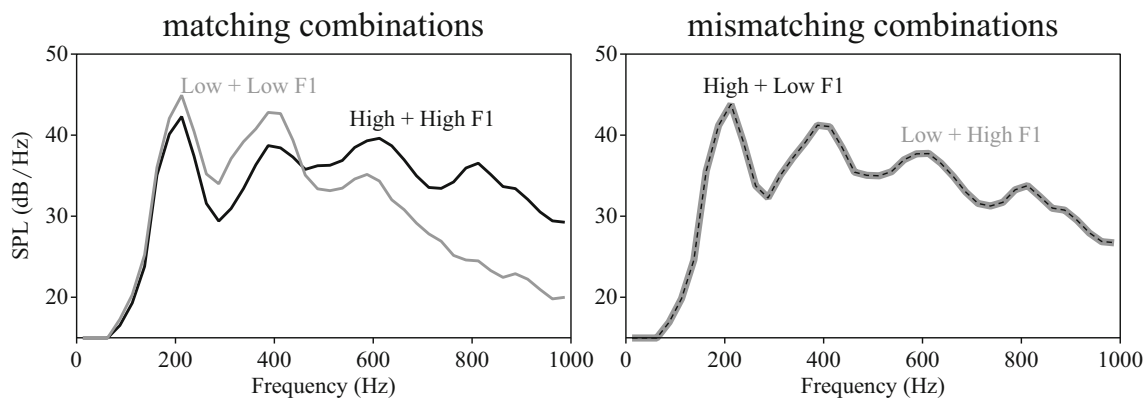 matching combinations
mismatching combinations
50
40
30
20
SPL (dB/Hz)
Low + Low F1
High + High F1
0
200
400
600
800
1000
Frequency (Hz)
50
40
30
20
High + Low F1
Low + High F1
0
200
400
600
800
1000
Frequency (Hz)